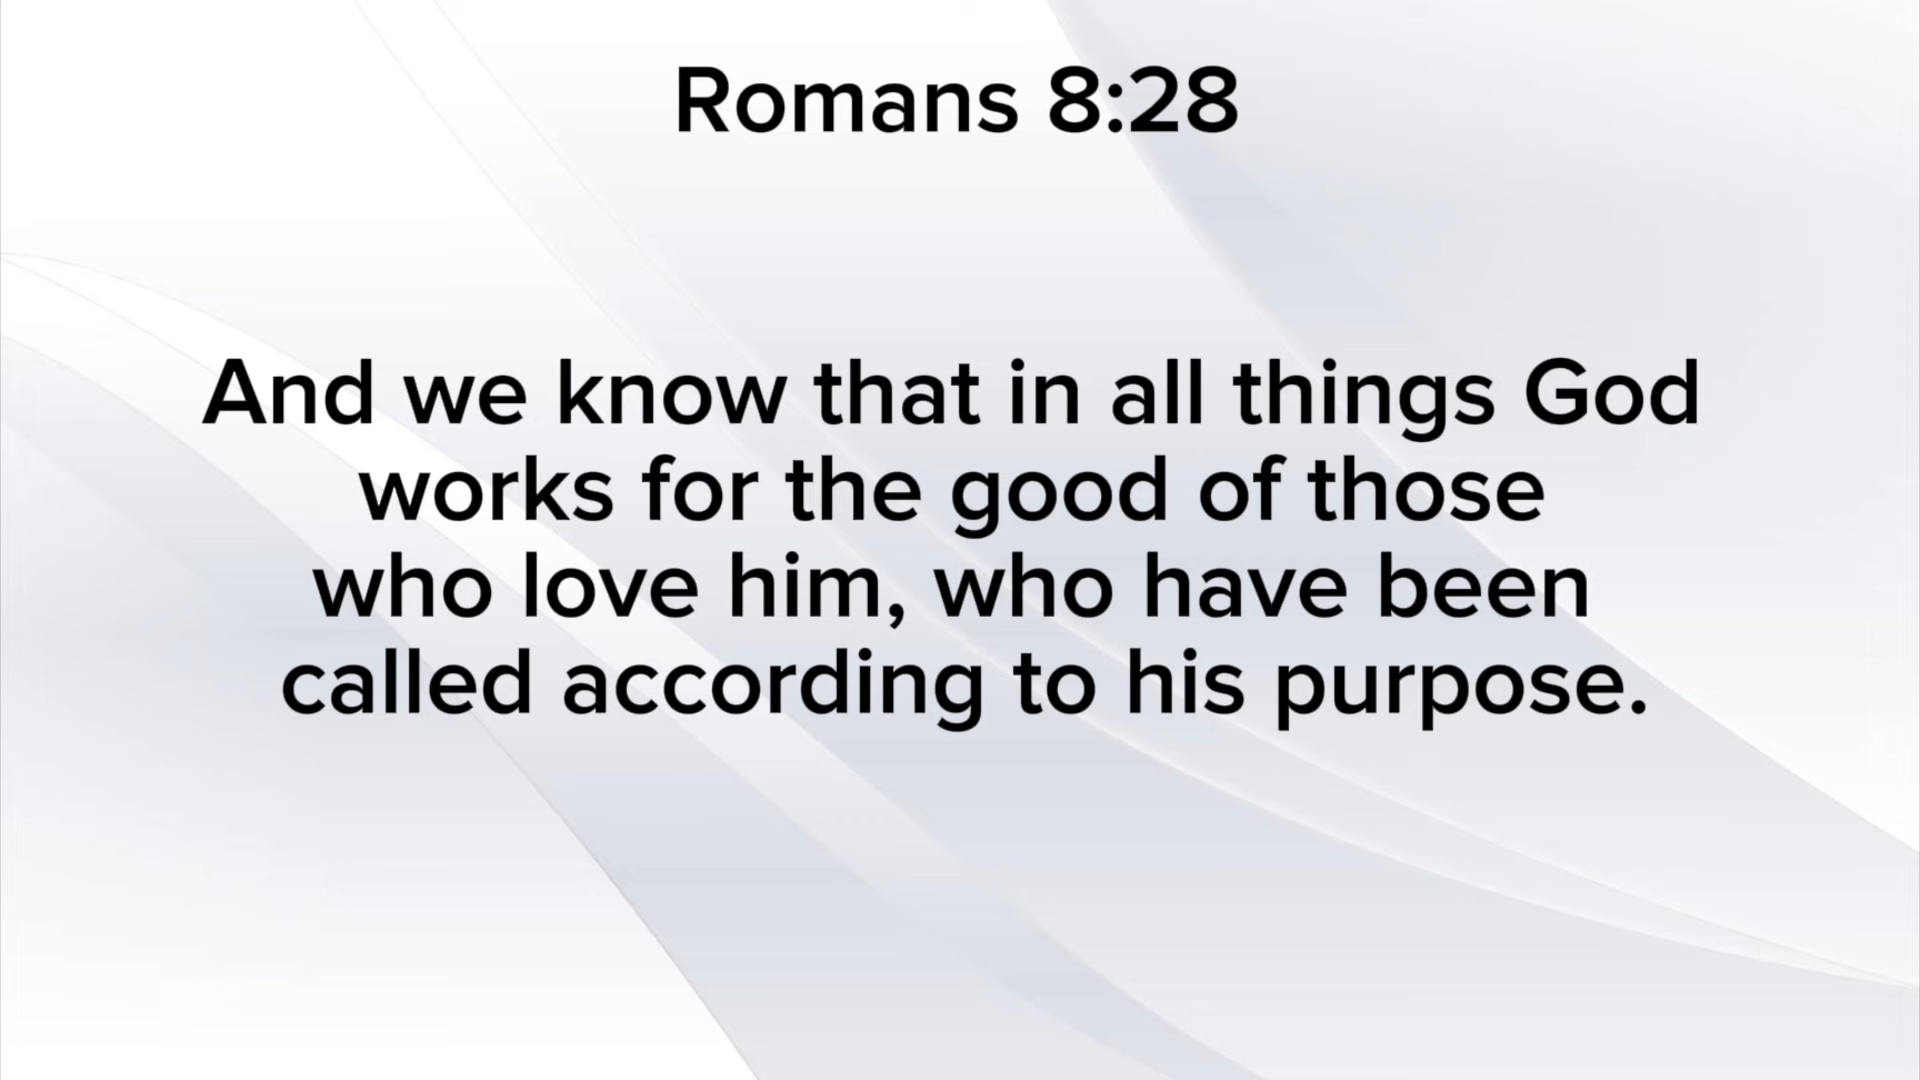 Romans 8:28
And we know that in all things God
works for the good of those
who love him, who have been
called according to his purpose.